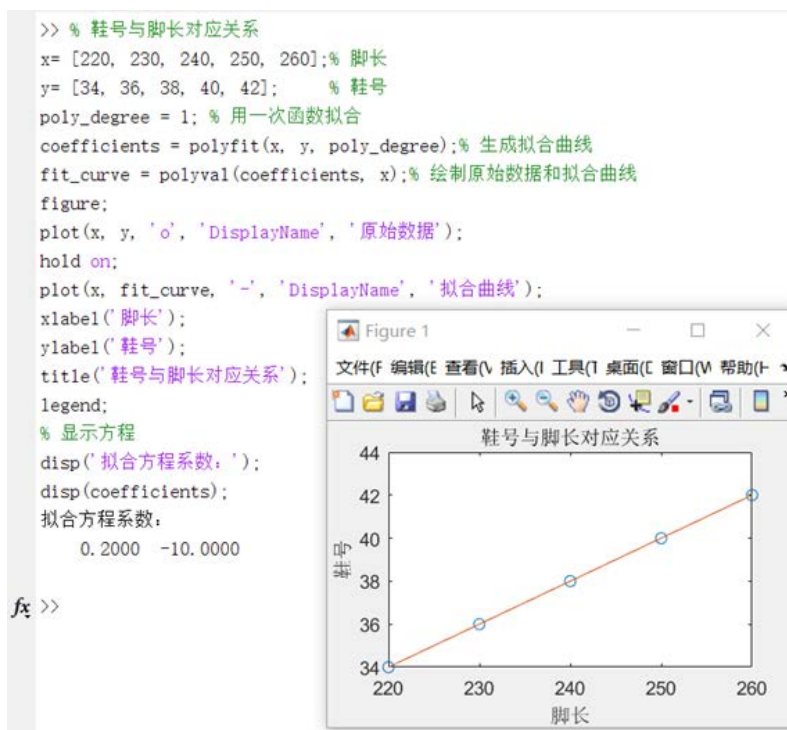 >> % 鞋号与脚长对应关系
x= [220, 230, 240, 250, 260];% 脚长
y= [34, 36, 38, 40, 42]; % 鞋号
poly_degree = 1; % 用一次函数拟合
coefficients = polyfit(x, y, poly_degree);% 生成拟合曲线
fit_curve = polyval(coefficients, x);% 绘制原始数据和拟合曲线
figure;
plot(x, y, 'o', 'DisplayName', '原始数据');
hold on;
plot(x, fit_curve, '-', 'DisplayName', '拟合曲线');
xlabel('脚长');
ylabel('鞋号');
title('鞋号与脚长对应关系');
legend;
% 显示方程
disp('拟合方程系数：');
disp(coefficients);
拟合方程系数：
0.2000 -10.0000
fx >>
Figure 1
文件(F 编辑(E 查看(V 插入(I 工具(T 桌面(D 窗口(W 帮助(H
鞋号与脚长对应关系
44
42
40
38
36
34
鞋号
220 230 240 250 260
脚长